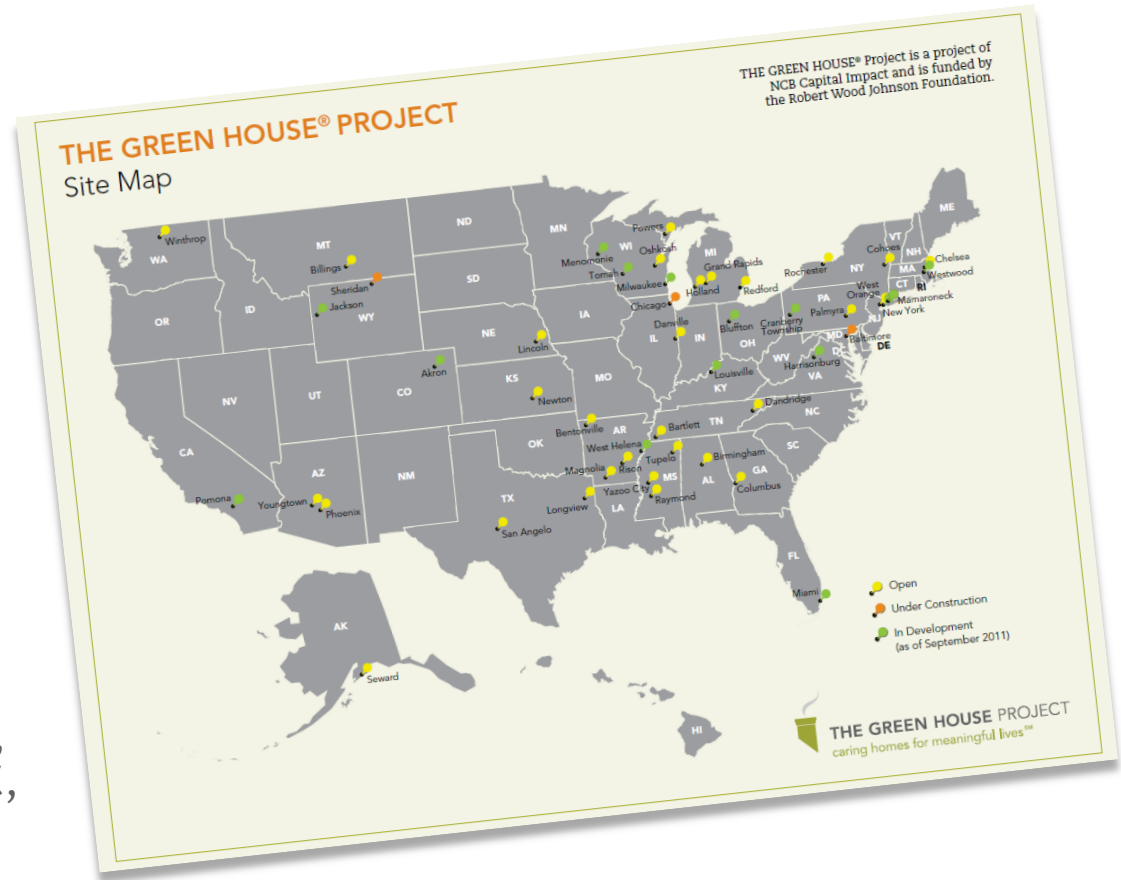 THE GREEN HOUSE® Project is a project of
NCB Capital Impact and is funded by
the Robert Wood Johnson Foundation.
THE GREEN HOUSE® PROJECT
Site Map
ME
ND
MN
VT
NH
MT
Winthrop
WA
Powers
WI
MI
Cohoes
Chelsea
Menomonie
Oshkosh
Billings
Grand Rapids
Rochester
NY
MA
Westwood
SD
Tomah
CT
RI
Sheridan
Milwaukee
Holland
Redford
West
Orange
Mamaroneck
ID
Jackson
Chicago
PA
New York
OR
WY
IA
Palmyra
NJ
Danville
Bluffton
Cranberry
Township
NE
IL
IN
OH
MD
Baltimore
Lincoln
DE
WV
D
Harrisonburg
Akron
Louisville
VA
NV
UT
CO
KS
MO
KY
Newton
Dandridge
NC
Bentonville
AR
Bartlett
TN
CA
OK
West Helena
SC
AZ
NM
Magnolia
Rison
Tupelo
Birmingham
Pomona
Youngtown
TX
Yazoo City
MS
AL
GA
Phoenix
Longview
LA
Raymond
Columbus
San Angelo
FL
Miami
Open
Under Construction
In Development
(as of September 2011)
AK
Seward
HI
THE GREEN HOUSE PROJECT
caring homes for meaningful lives℠